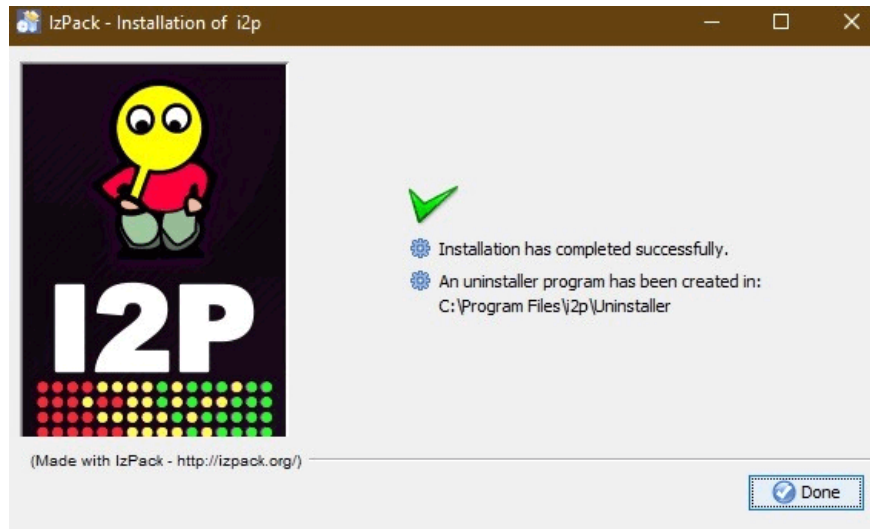 IzPack - Installation of i2p
I2P
Installation has completed successfully.
An uninstaller program has been created in:
C:\Program Files\i2p\Uninstaller
(Made with IzPack - http://izpack.org/)
Done